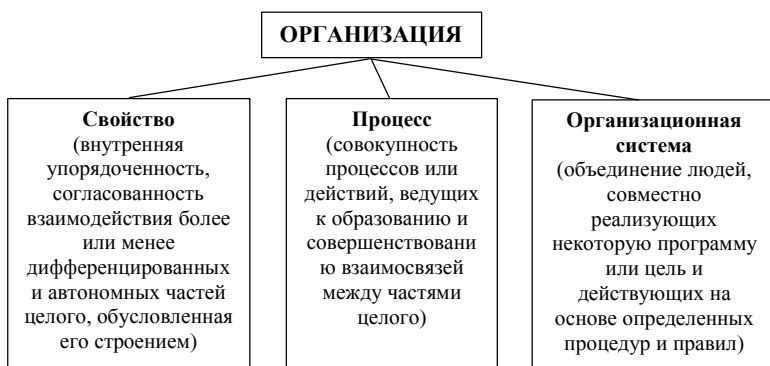 ОРГАНИЗАЦИЯ
Свойство
(внутренняя
упорядоченность,
согласованность
взаимодействия более
или менее
дифференцированных
и автономных частей
целого, обусловленная
его строением)
Процесс
(совокупность
процессов или
действий, ведущих
к образованию и
совершенствовани
ю взаимосвязей
между частями
целого)
Организационная
система
(объединение людей,
совместно
реализующих
некоторую программу
или цель и
действующих на
основе определенных
процедур и правил)